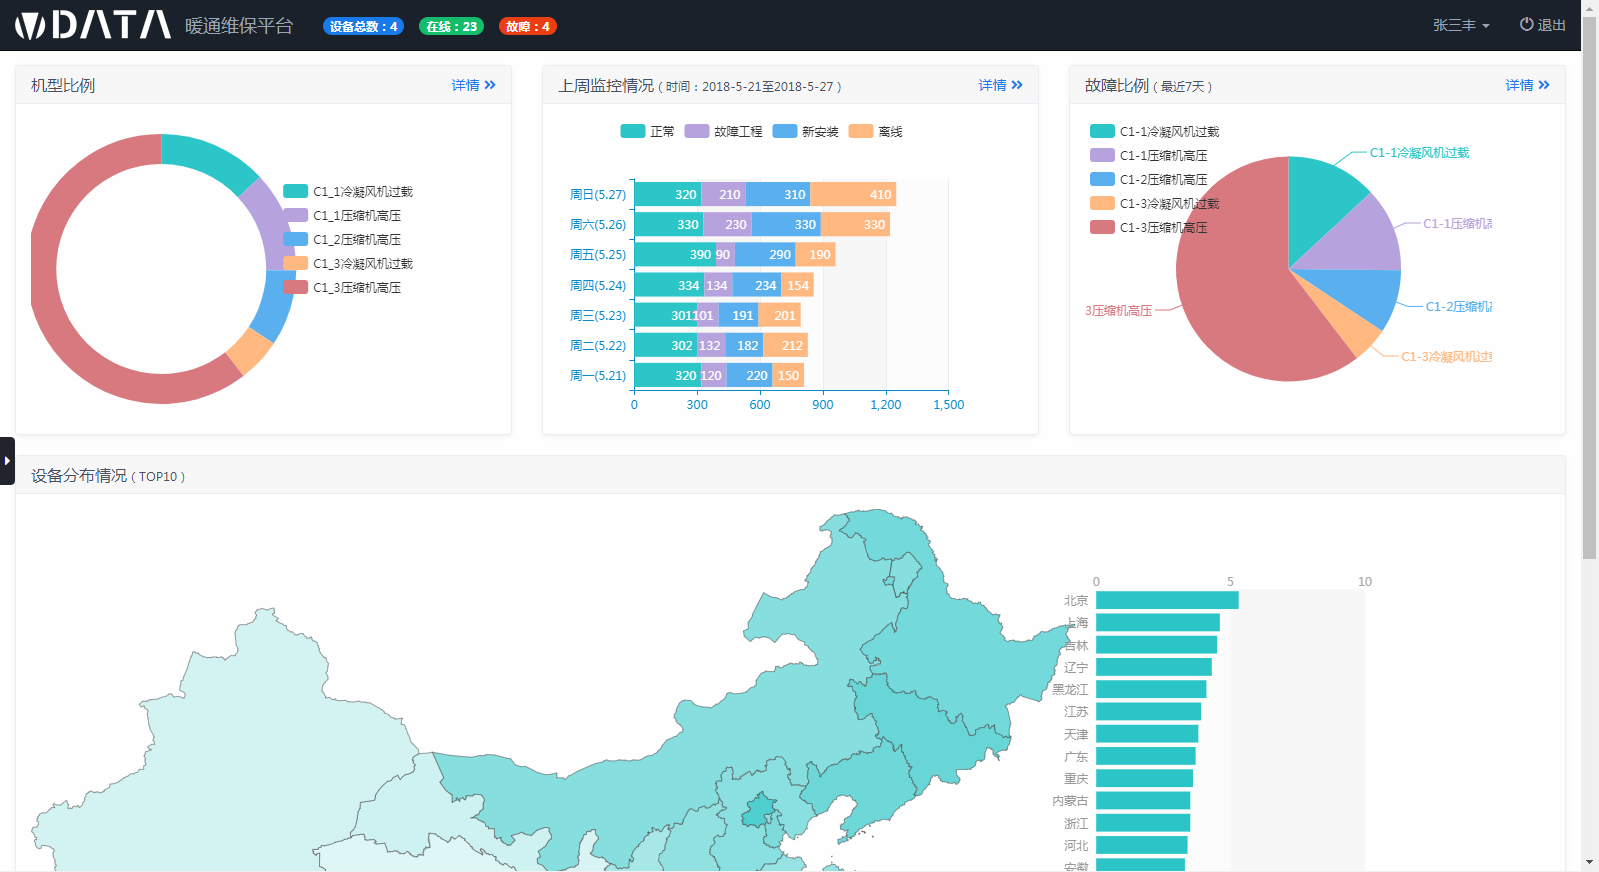 WDATA 暖通维保平台 设备总数：4 在线：23 故障：4 张三丰 退出
机型比例 详情
C1_1冷凝风机过载
C1_1压缩机高压
C1_2压缩机高压
C1_3冷凝风机过载
C1_3压缩机高压
上周监控情况 ( 时间：2018-5-21至2018-5-27 ) 详情
正常 故障工程 新安装 离线
周日(5.27) 320 210 310 410
周六(5.26) 330 230 330 330
周五(5.25) 390 90 290 190
周四(5.24) 334 134 234 154
周三(5.23) 301 101 191 201
周二(5.22) 302 132 182 212
周一(5.21) 320 120 220 150
0 300 600 900 1,200 1,500
故障比例 ( 最近7天 ) 详情
C1-1冷凝风机过载
C1-1压缩机高压
C1-2压缩机高压
C1-3冷凝风机过载
C1-3压缩机高压
C1-1冷凝风机过载
C1-1压缩机
C1-2压缩机
3压缩机高压
C1-3冷凝风机过
设备分布情况 ( TOP10 )
0 5 10
北京
上海
吉林
辽宁
黑龙江
江苏
天津
广东
重庆
内蒙古
浙江
河北
安徽